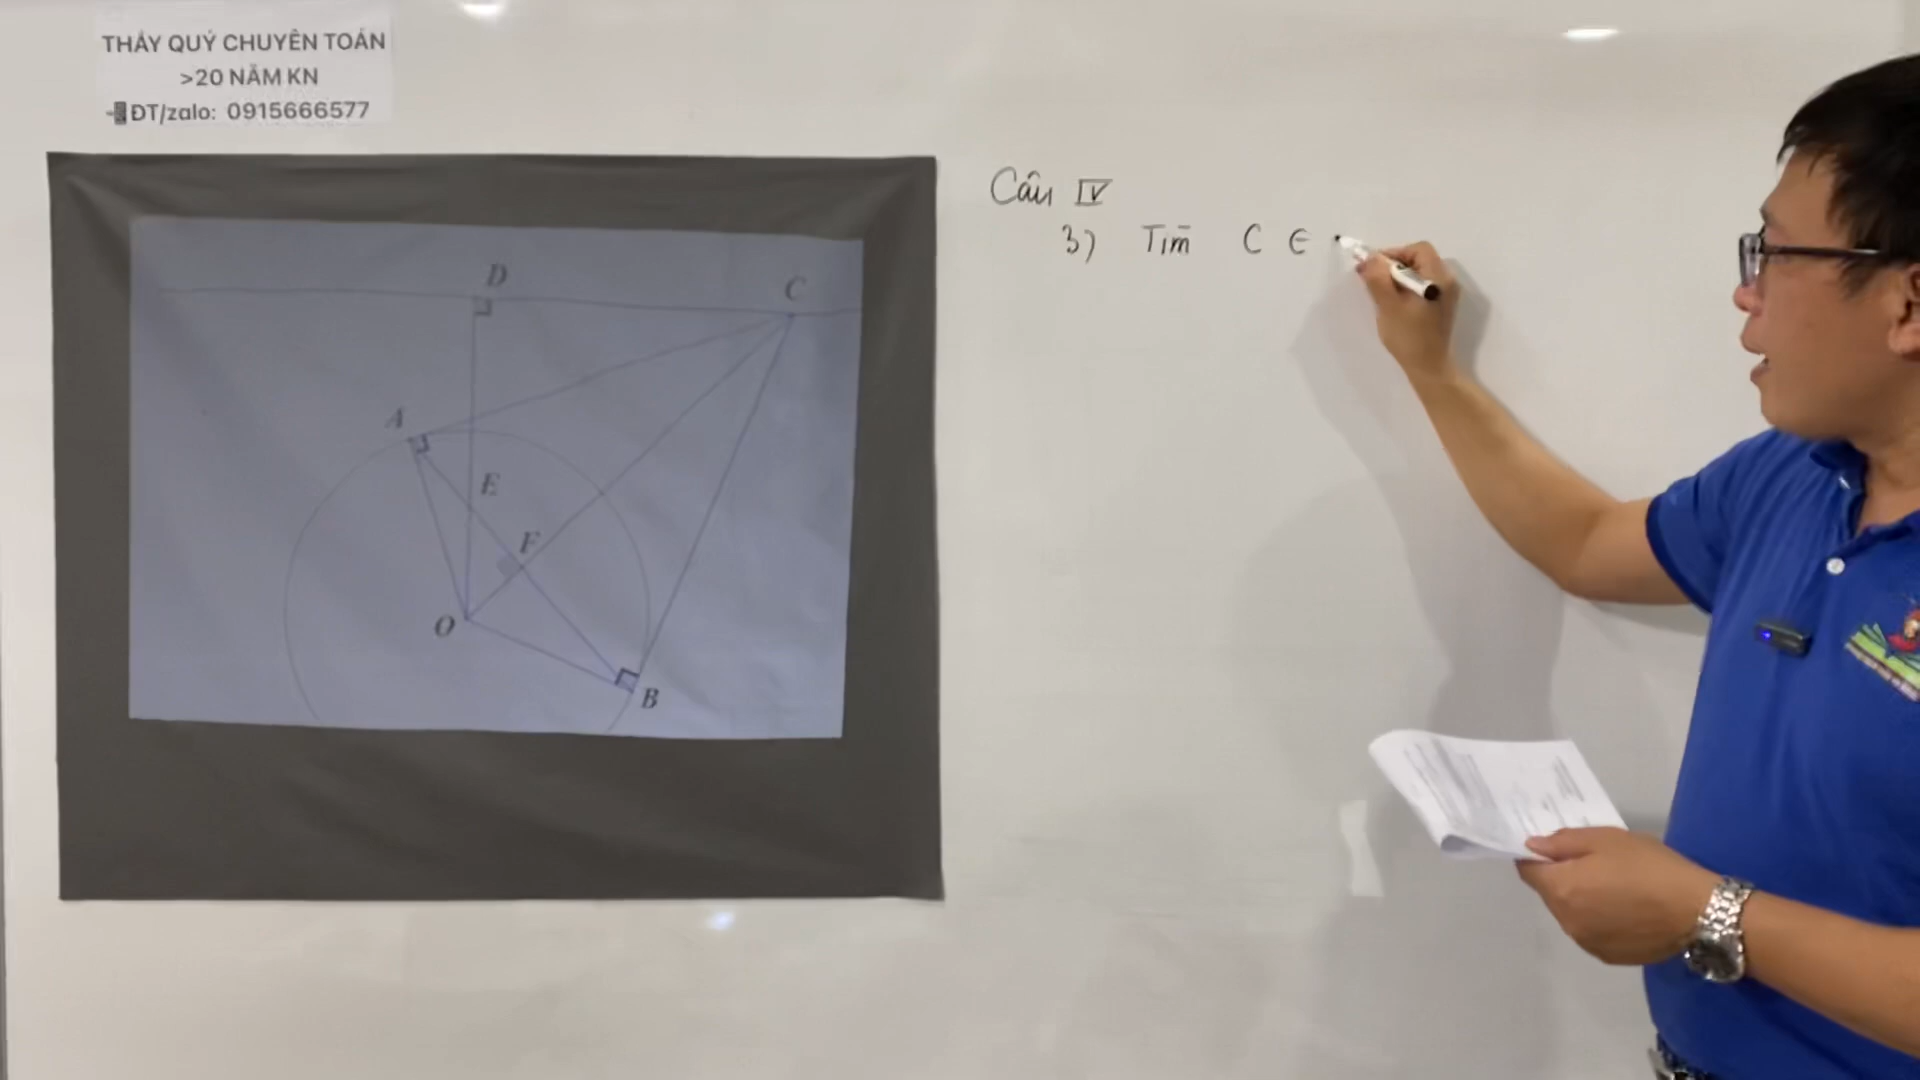 THẦY QUÝ CHUYÊN TOÁN
>20 NĂM KN
ĐT/zalo: 0915666577
Câu IV
3) Tìm C ∈
D
C
A
E
F
O
B